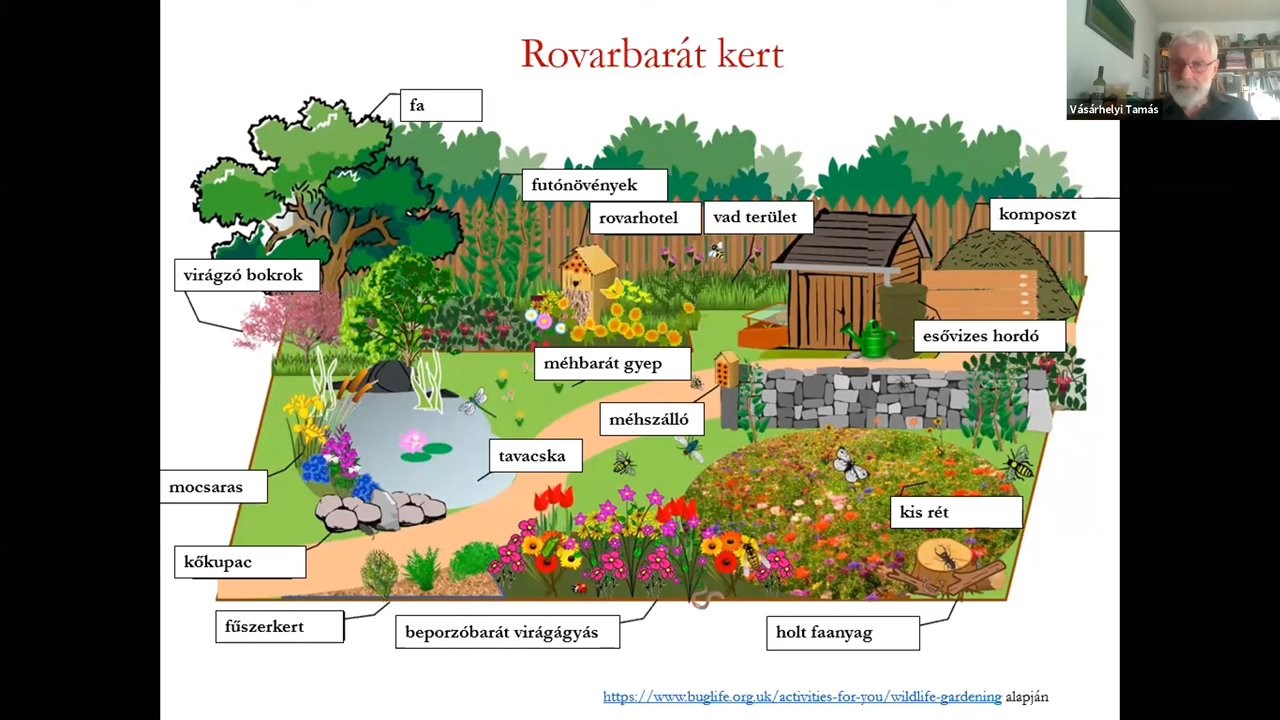 Rovarbarát kert
Vásárhelyi Tamás
fa
futónövények
rovarhotel
vad terület
komposzt
virágzó bokrok
esővizes hordó
méhbarát gyep
méhszálló
tavacska
mocsaras
kis rét
kőkupac
fűszerkert
beporzóbarát virágágyás
holt faanyag
https://www.buglife.org.uk/activities-for-you/wildlife-gardening alapján